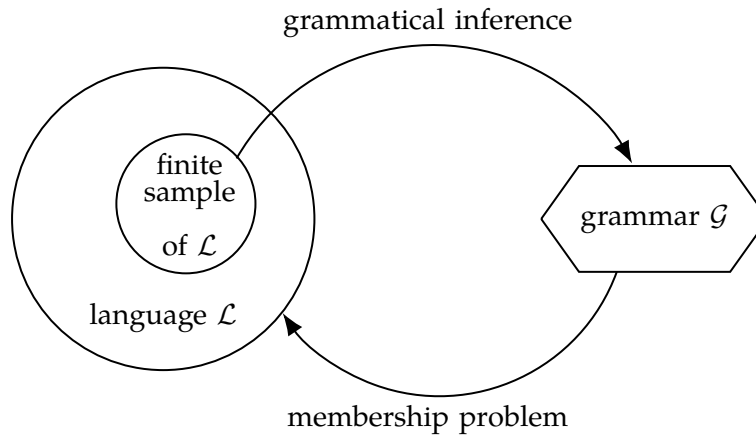 grammatical inference
finite
sample
of ℒ
grammar 𝒢
language ℒ
membership problem